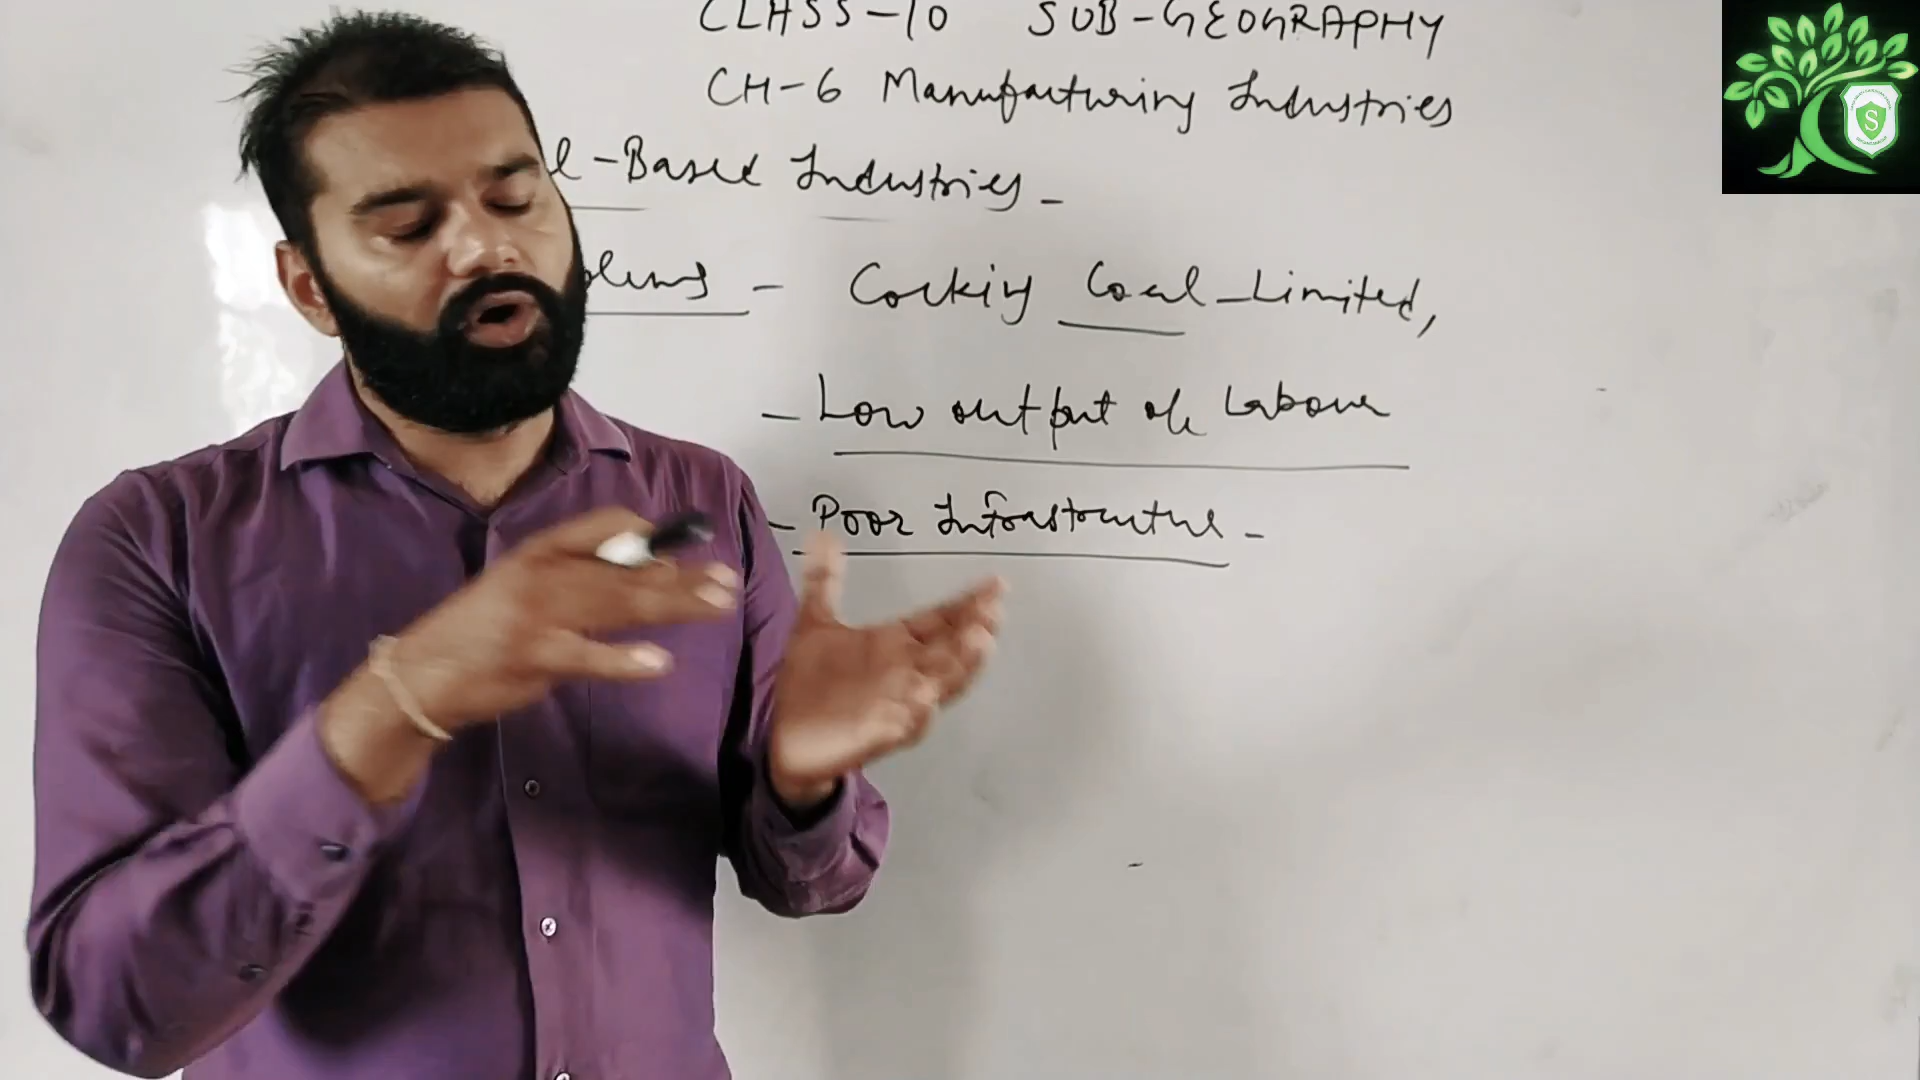 CLASS-10 SUB-GEOGRAPHY
CH-6 Manufacturing Industries
l-Based Industries -
blems - Cocking Coal-Limited,
- Low output of Labour
- Poor Infrastructure -
S